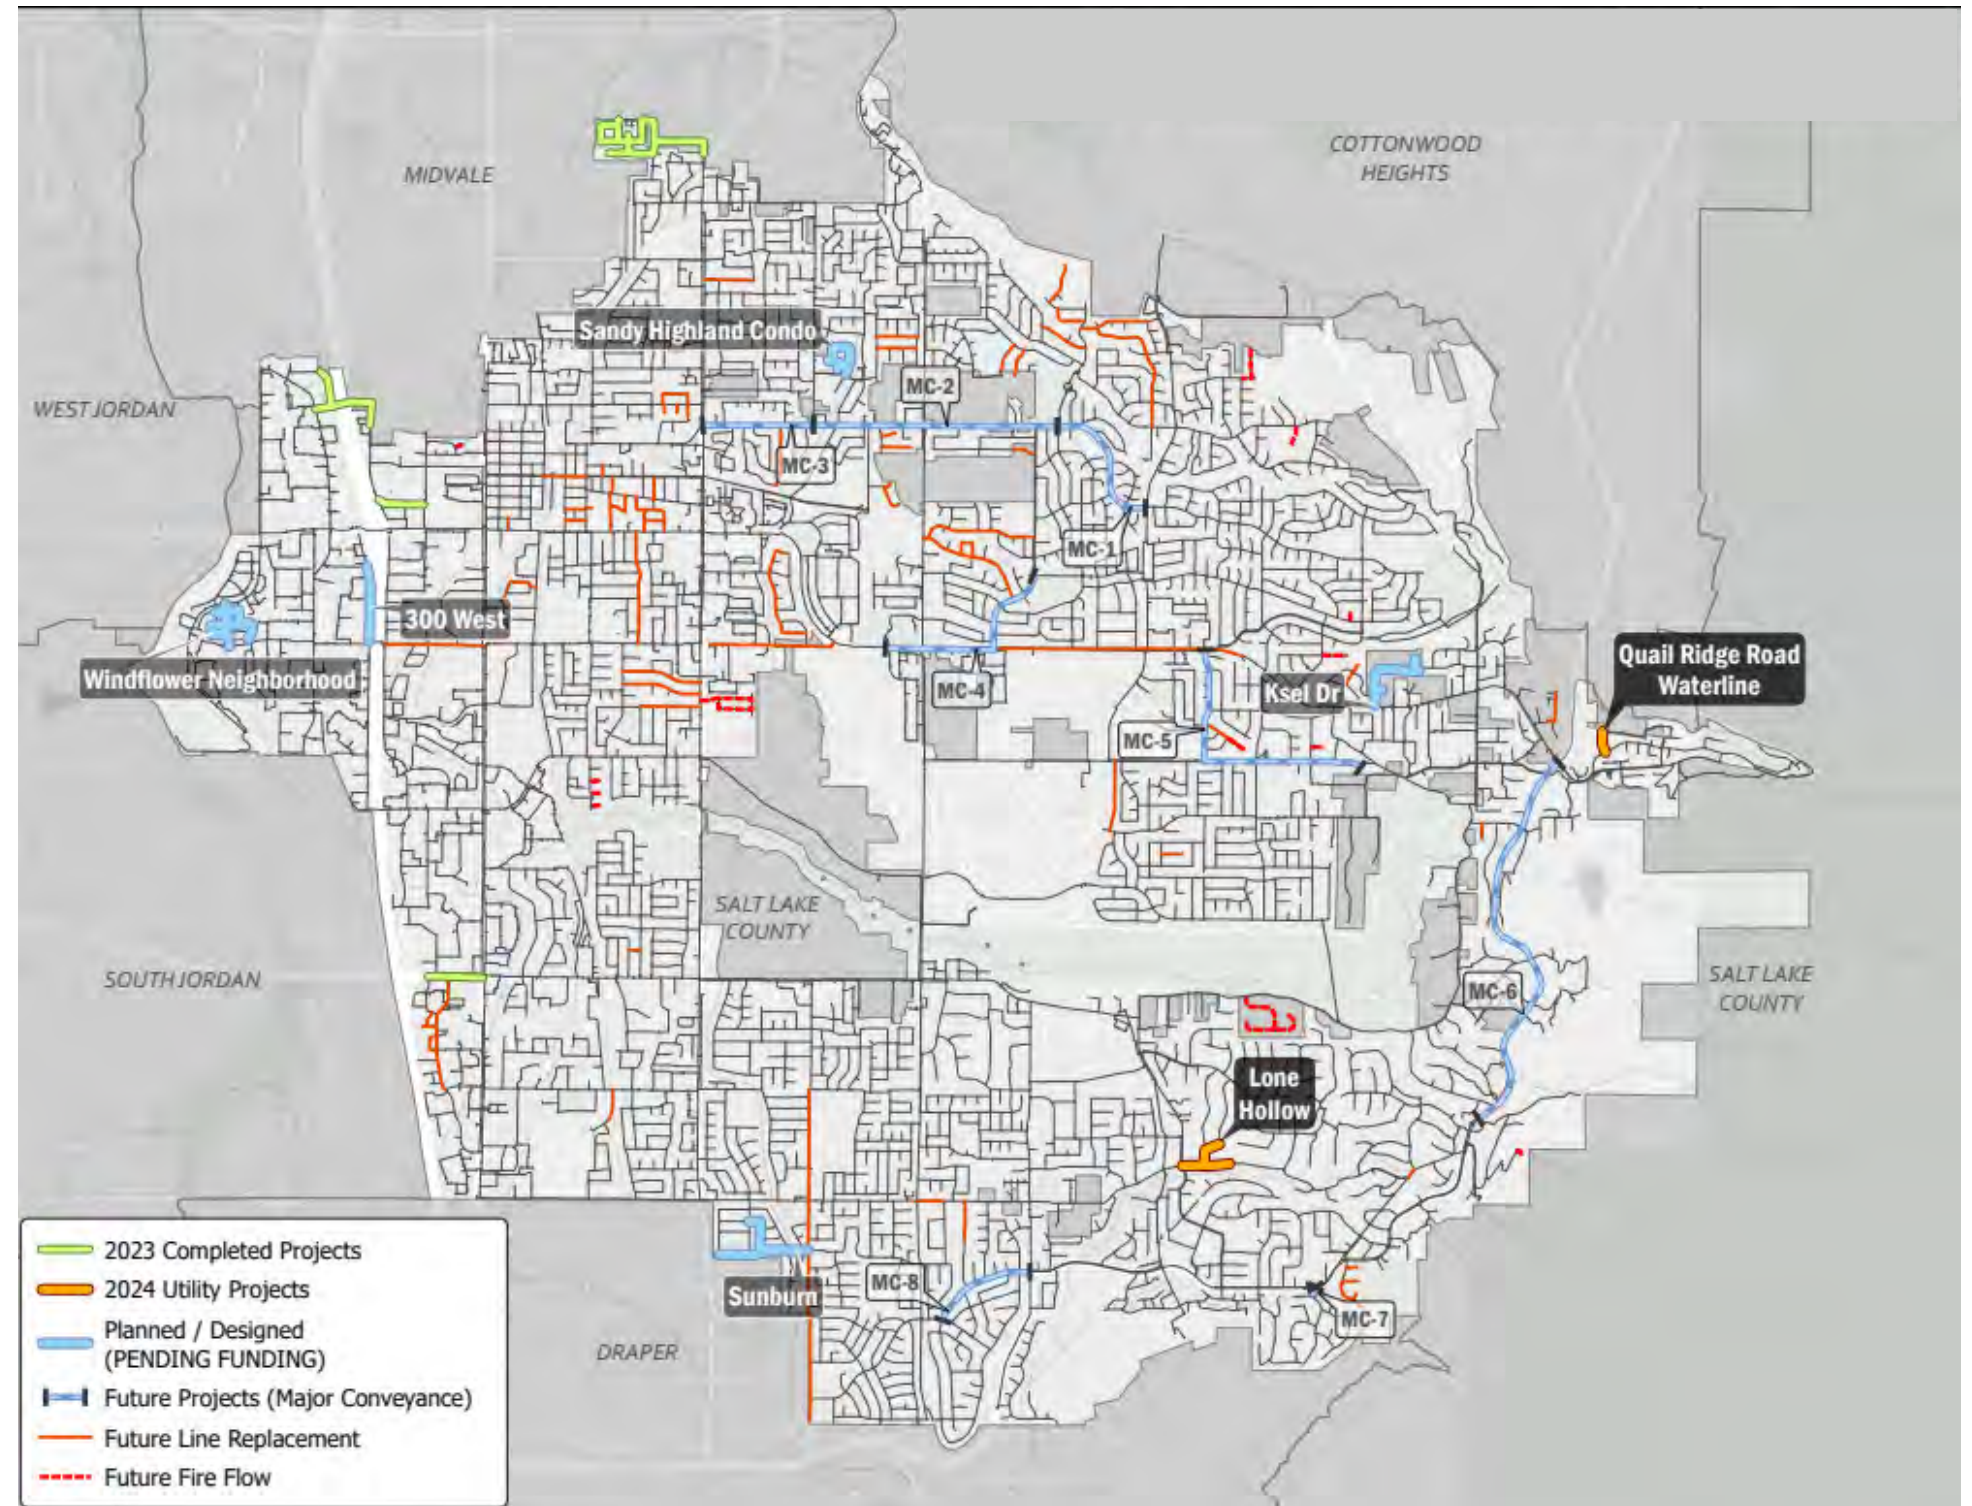 MIDVALE
COTTONWOOD
HEIGHTS
Sandy Highland Condo
MC-2
WEST JORDAN
MC-3
MC-1
300 West
Windflower Neighborhood
MC-4
Ksel Dr
Quail Ridge Road
Waterline
MC-5
SALT LAKE
COUNTY
SOUTH JORDAN
MC-6
SALT LAKE
COUNTY
Lone
Hollow
Sunburn
MC-8
MC-7
DRAPER
2023 Completed Projects
2024 Utility Projects
Planned / Designed
(PENDING FUNDING)
Future Projects (Major Conveyance)
Future Line Replacement
Future Fire Flow